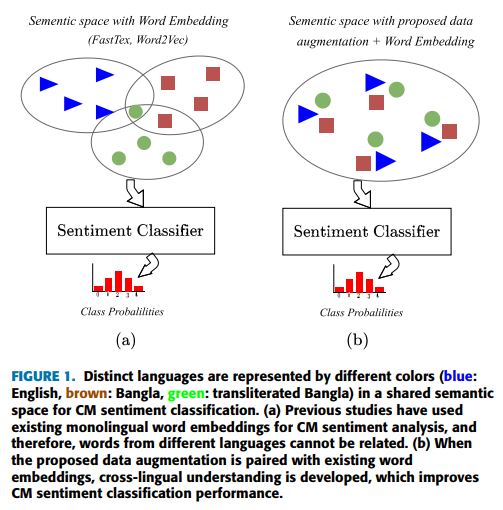 Sementic space with Word Embedding
(FastTex, Word2Vec)
Sementic space with proposed data
augmentation + Word Embedding
Sentiment Classifier
Sentiment Classifier
0 1 2 3 4
0 1 2 3 4
Class Probalilities
Class Probalilities
(a)
(b)
FIGURE 1. Distinct languages are represented by different colors (blue:
English, brown: Bangla, green: transliterated Bangla) in a shared semantic
space for CM sentiment classification. (a) Previous studies have used
existing monolingual word embeddings for CM sentiment analysis, and
therefore, words from different languages cannot be related. (b) When
the proposed data augmentation is paired with existing word
embeddings, cross-lingual understanding is developed, which improves
CM sentiment classification performance.